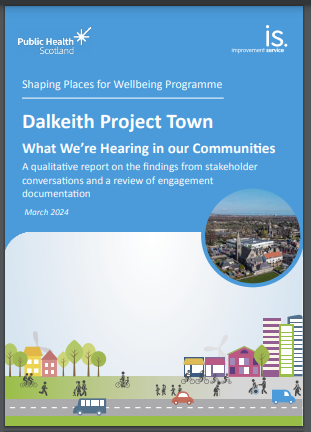 Public Health
Scotland
is.
improvement service
Shaping Places for Wellbeing Programme
Dalkeith Project Town
What We're Hearing in our Communities
A qualitative report on the findings from stakeholder
conversations and a review of engagement
documentation
March 2024